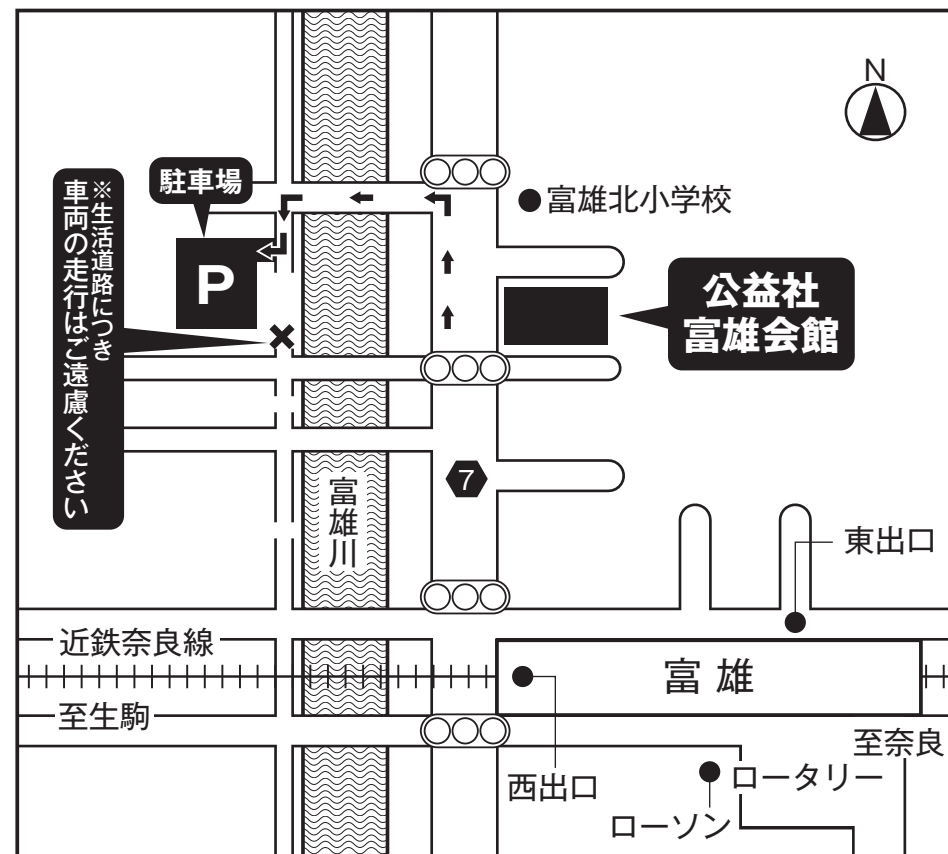 N
駐車場
富雄北小学校
P
公益社
富雄会館
※生活道路につき
車両の走行はご遠慮ください
7
富雄川
東出口
近鉄奈良線
富雄
至生駒
至奈良
西出口
ロータリー
ローソン